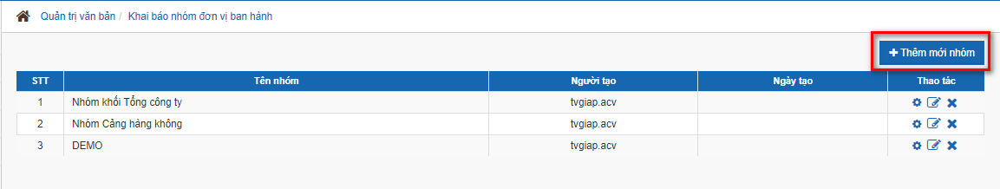 Quản trị văn bản / Khai báo nhóm đơn vị ban hành
Thêm mới nhóm
STT Tên nhóm Người tạo Ngày tạo Thao tác
1 Nhóm khối Tổng công ty tvgiap.acv
2 Nhóm Cảng hàng không tvgiap.acv
3 DEMO tvgiap.acv